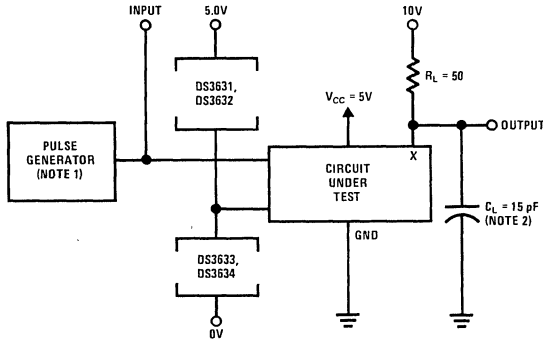 INPUT
5.0V
10V
DS3631,
DS3632
R_L = 50
V_CC = 5V
OUTPUT
PULSE
GENERATOR
(NOTE 1)
X
CIRCUIT
UNDER
TEST
C_L = 15 pF
(NOTE 2)
GND
DS3633,
DS3634
0V